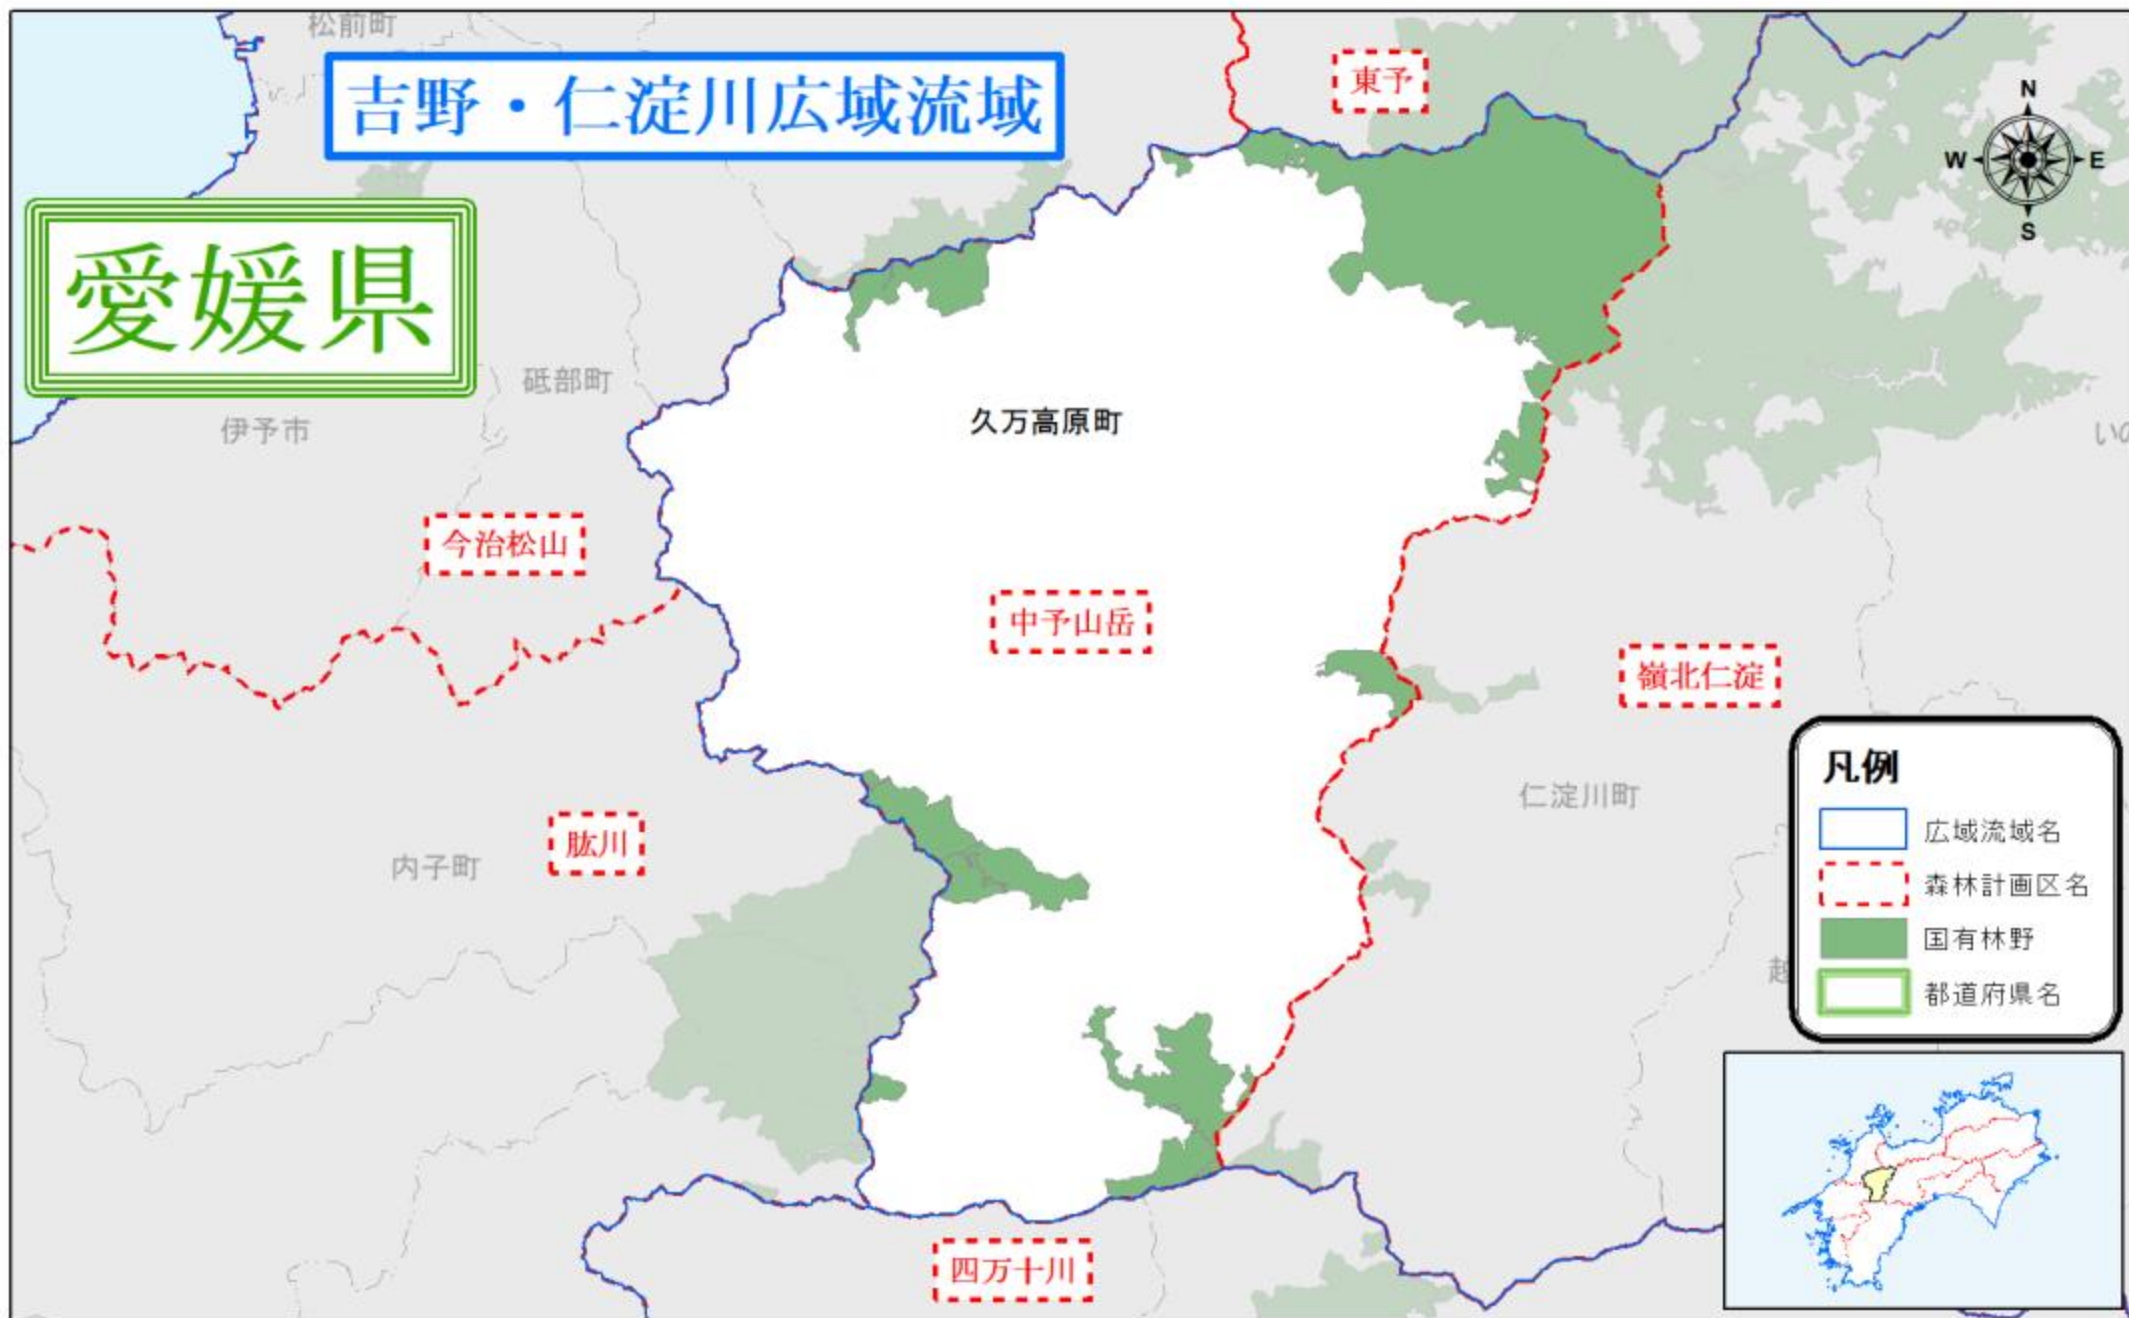 松前町
吉野・仁淀川広域流域
東予
N
W
E
S
愛媛県
砥部町
伊予市
久万高原町
いの
今治松山
中予山岳
嶺北仁淀
仁淀川町
肱川
内子町
越
四万十川
凡例
広域流域名
森林計画区名
国有林野
都道府県名